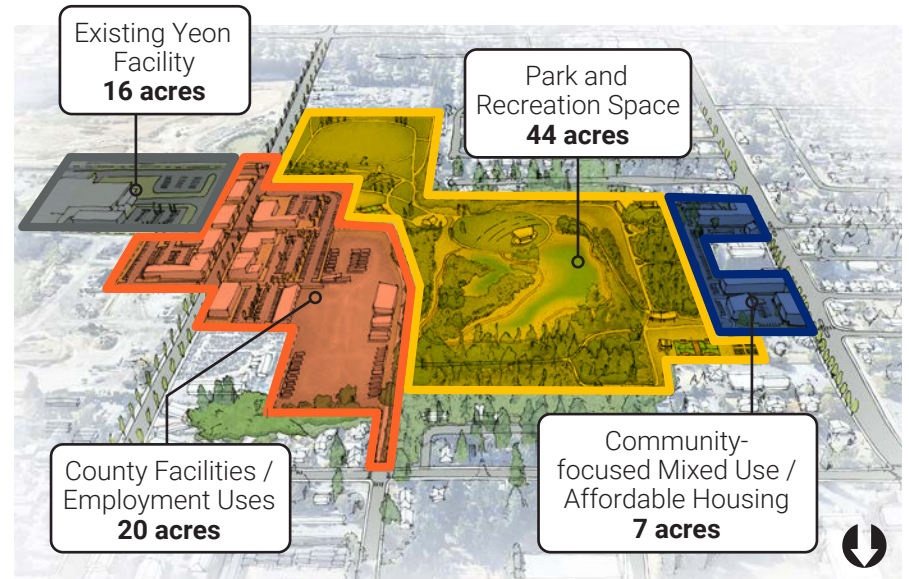 Existing Yeon
Facility
16 acres
Park and
Recreation Space
44 acres
County Facilities /
Employment Uses
20 acres
Community-
focused Mixed Use /
Affordable Housing
7 acres